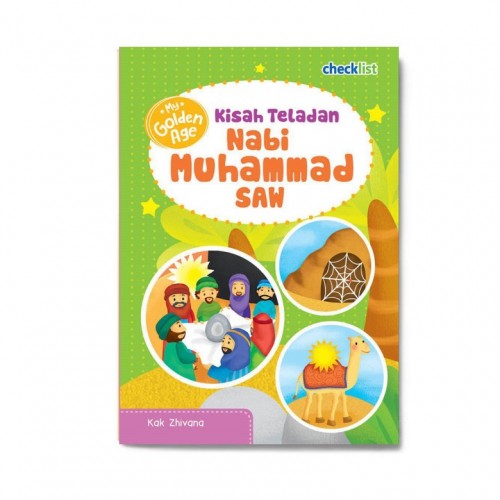 checklist
My
Golden
Age
Kisah Teladan
Nabi
Muhammad
SAW
Kak Zhivana